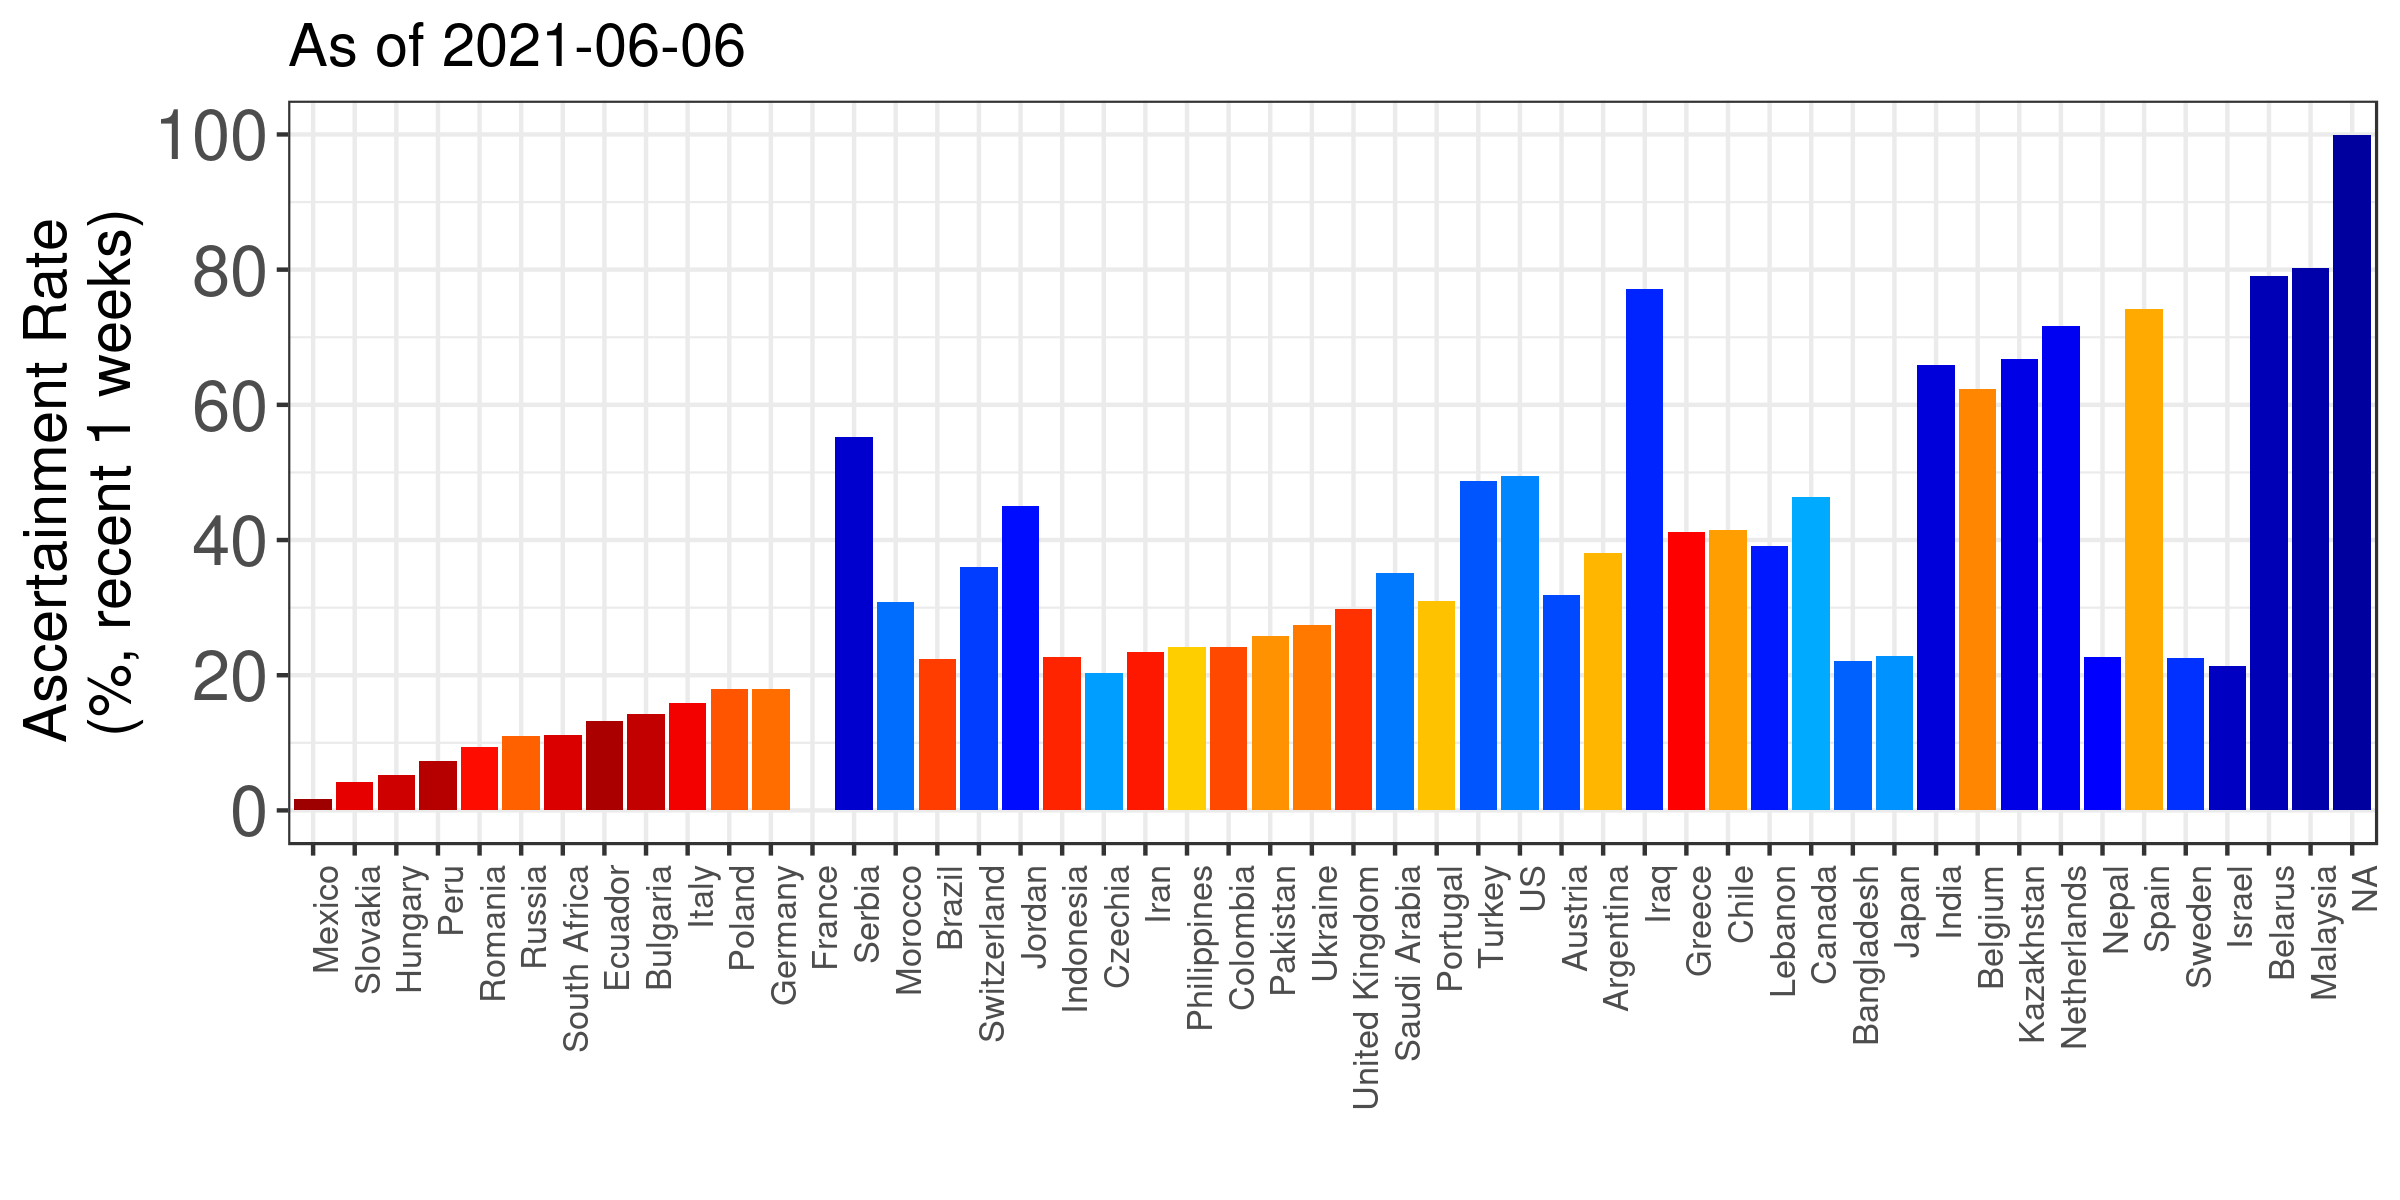 As of 2021-06-06
Ascertainment Rate
(%, recent 1 weeks)
100
80
60
40
20
0
Mexico
Slovakia
Hungary
Peru
Romania
Russia
South Africa
Ecuador
Bulgaria
Italy
Poland
Germany
France
Serbia
Morocco
Brazil
Switzerland
Jordan
Indonesia
Czechia
Iran
Philippines
Colombia
Pakistan
Ukraine
United Kingdom
Saudi Arabia
Portugal
Turkey
US
Austria
Argentina
Iraq
Greece
Chile
Lebanon
Canada
Bangladesh
Japan
India
Belgium
Kazakhstan
Netherlands
Nepal
Spain
Sweden
Israel
Belarus
Malaysia
NA